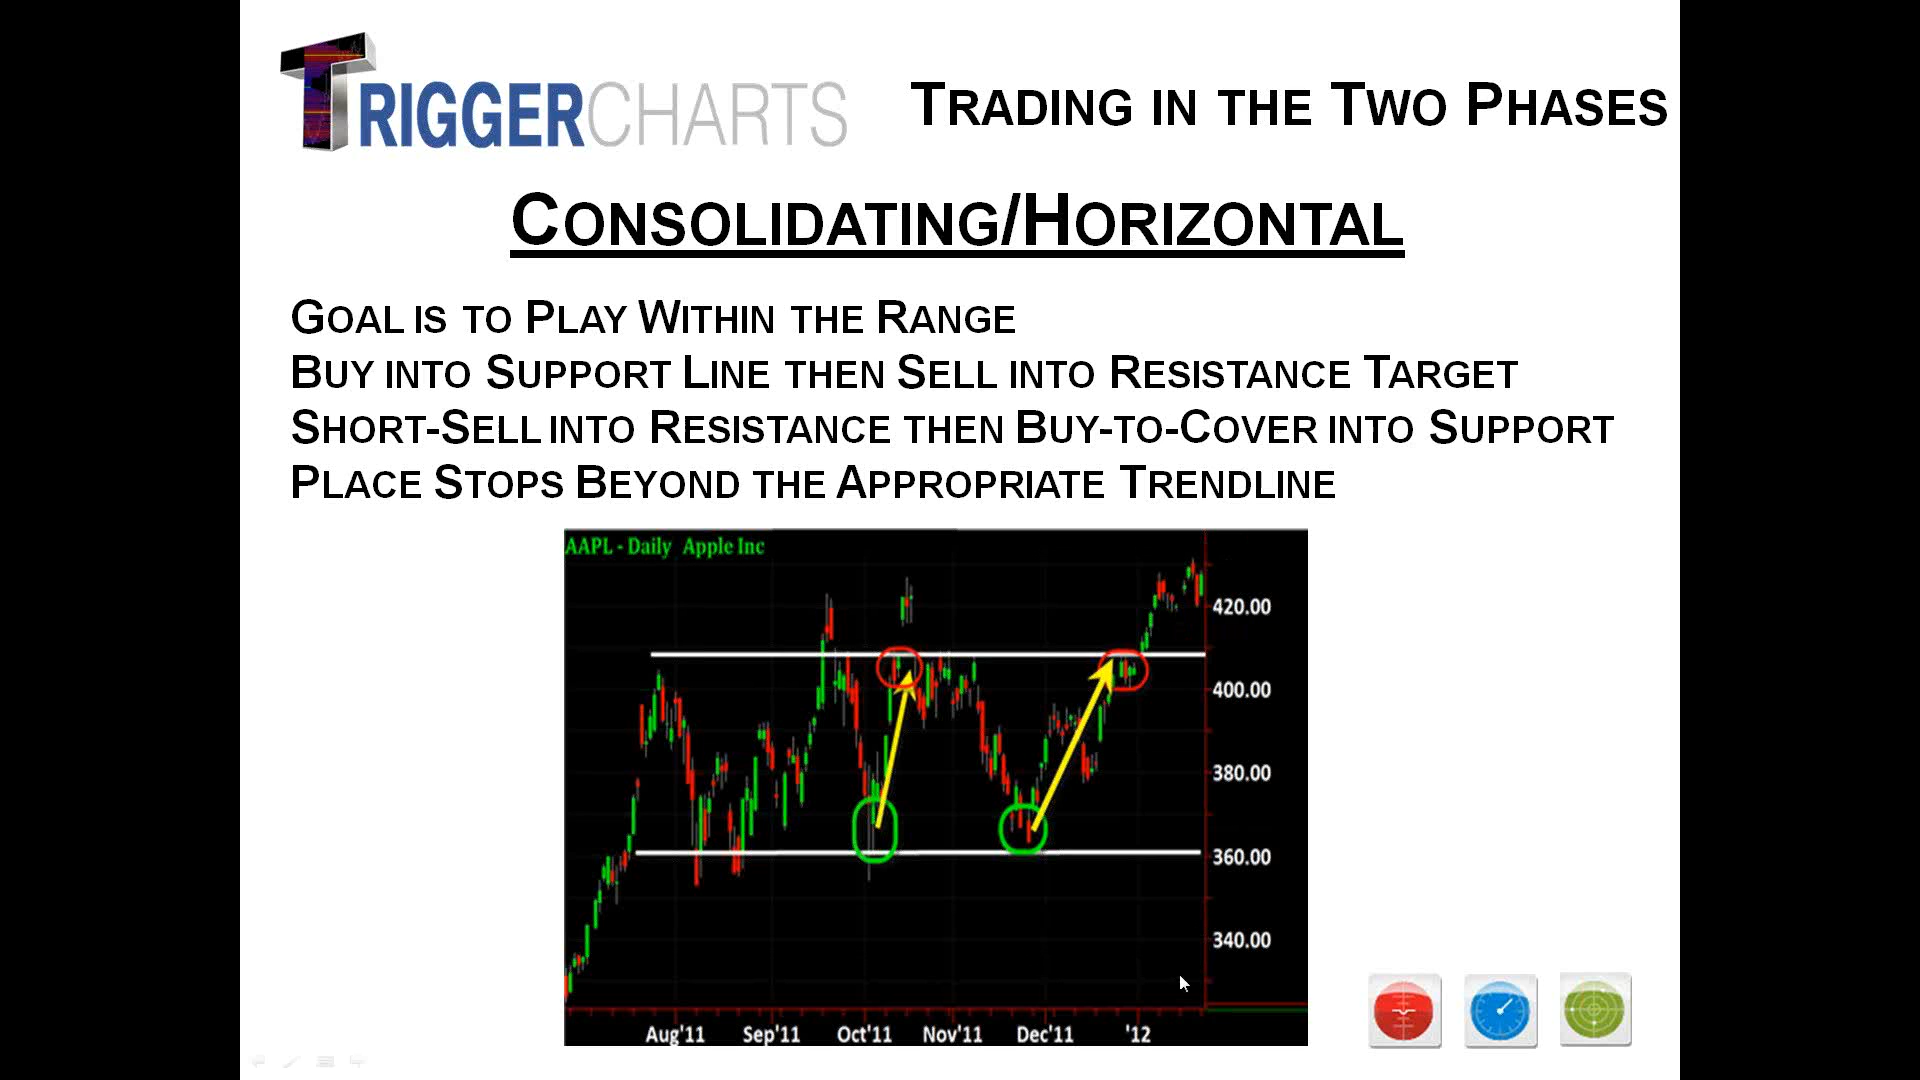 TRIGGERCHARTS
TRADING IN THE TWO PHASES
CONSOLIDATING/HORIZONTAL
GOAL IS TO PLAY WITHIN THE RANGE
BUY INTO SUPPORT LINE THEN SELL INTO RESISTANCE TARGET
SHORT-SELL INTO RESISTANCE THEN BUY-TO-COVER INTO SUPPORT
PLACE STOPS BEYOND THE APPROPRIATE TRENDLINE
AAPL - Daily Apple Inc
420.00
400.00
380.00
360.00
340.00
Aug'11 Sep'11 Oct'11 Nov'11 Dec'11 '12